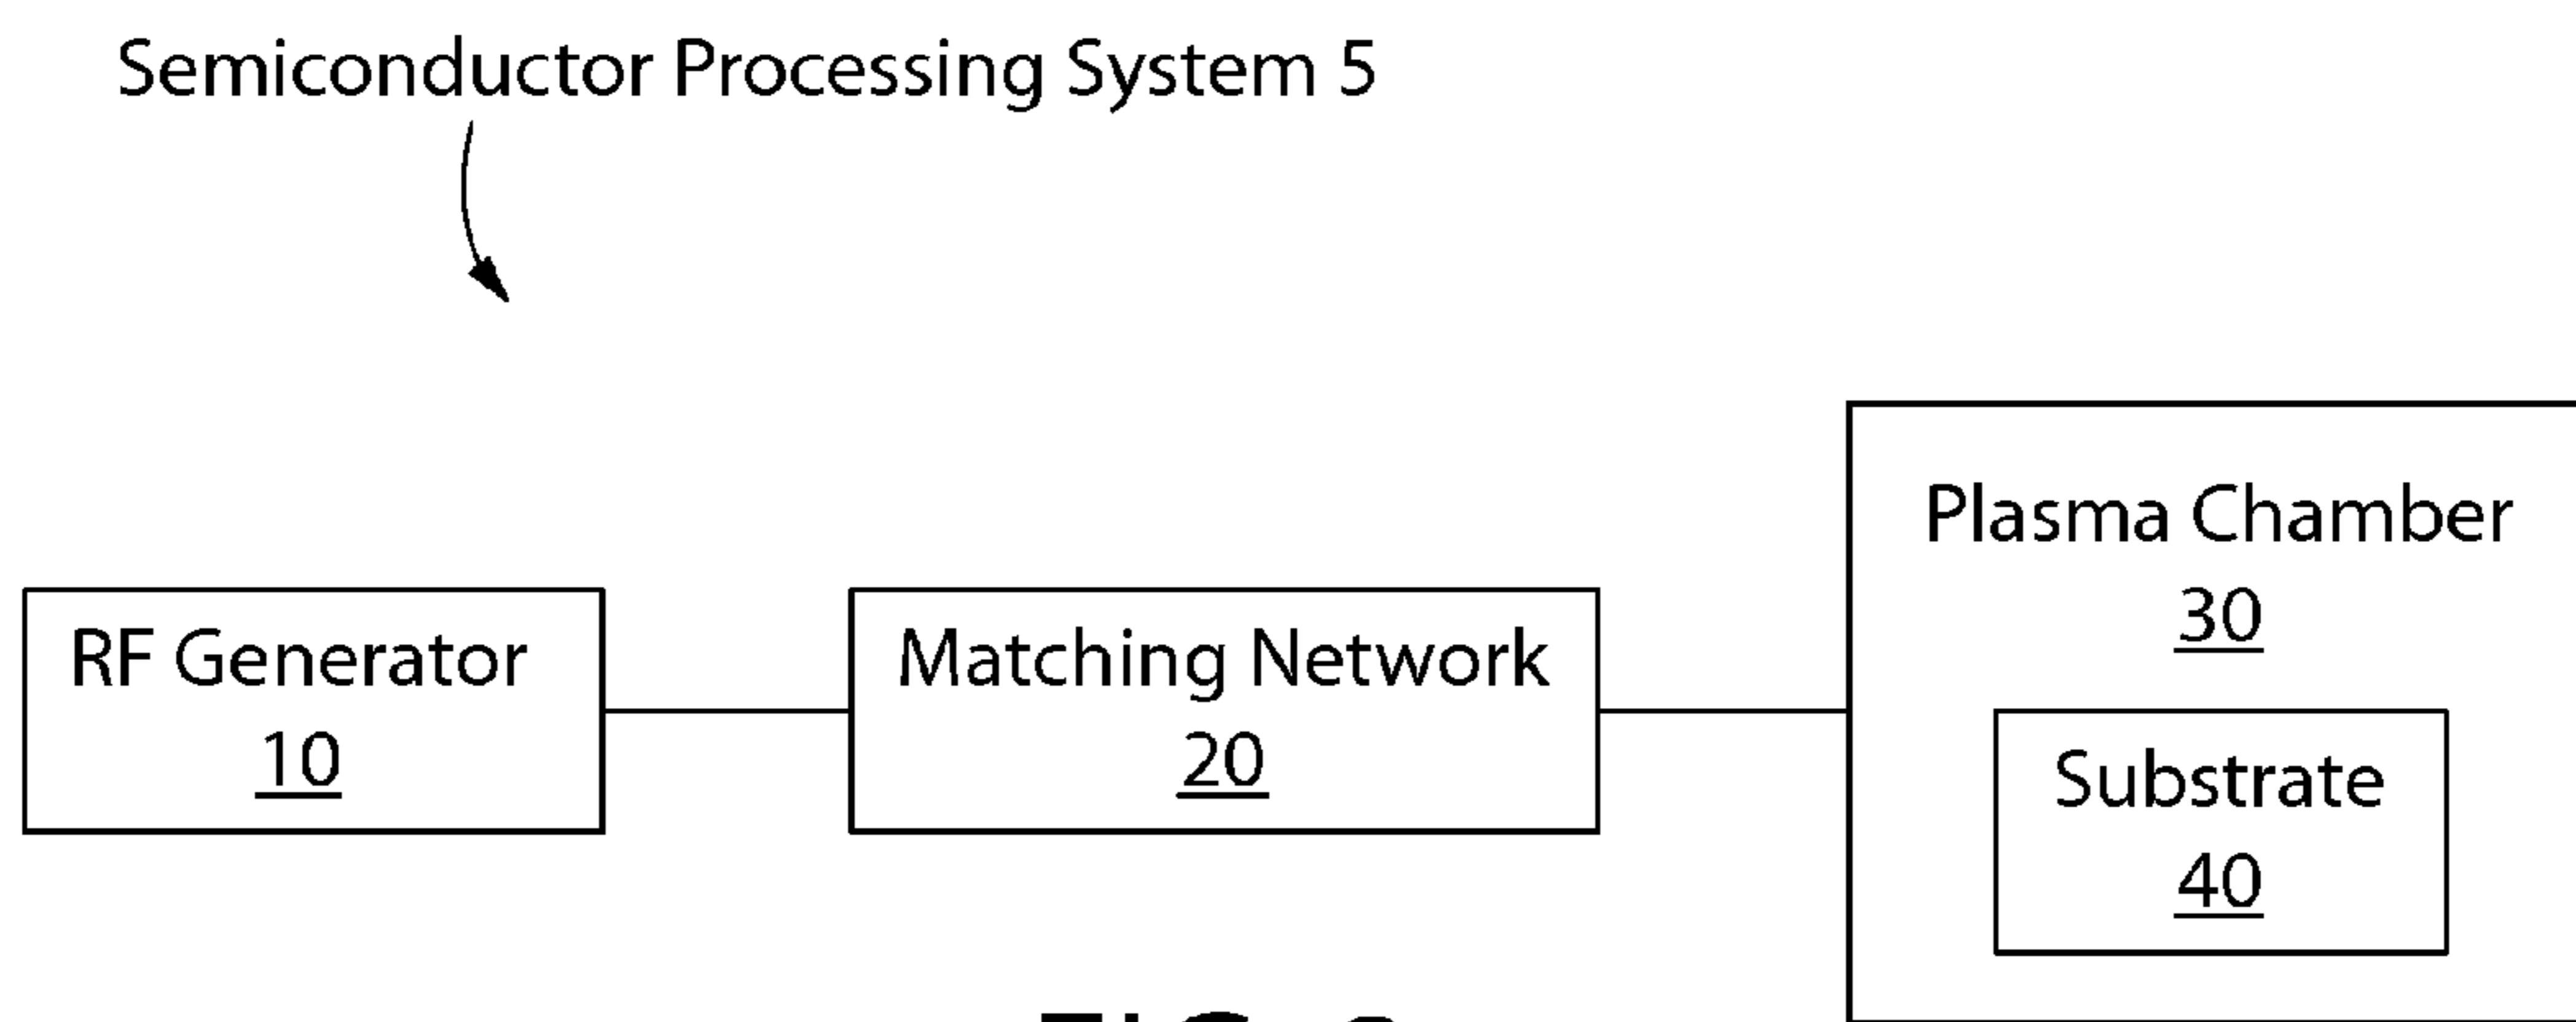 Semiconductor Processing System 5
Plasma Chamber
30
RF Generator
10
Matching Network
20
Substrate
40